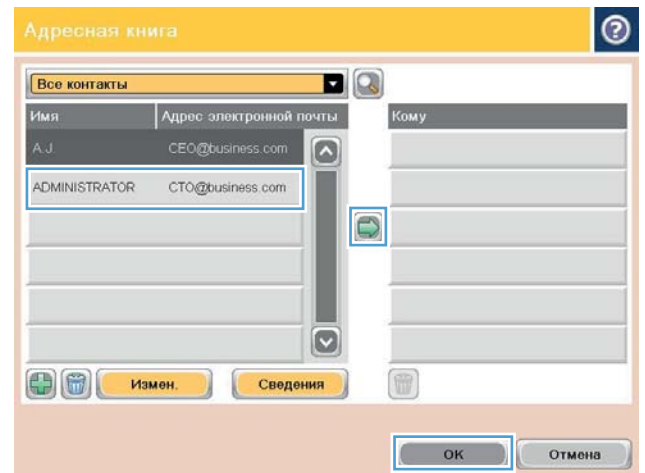 Адресная книга
Все контакты
Имя Адрес электронной почты Кому
A.J. CEO@business.com
ADMINISTRATOR CTO@business.com
Измен. Сведения
OK Отмена